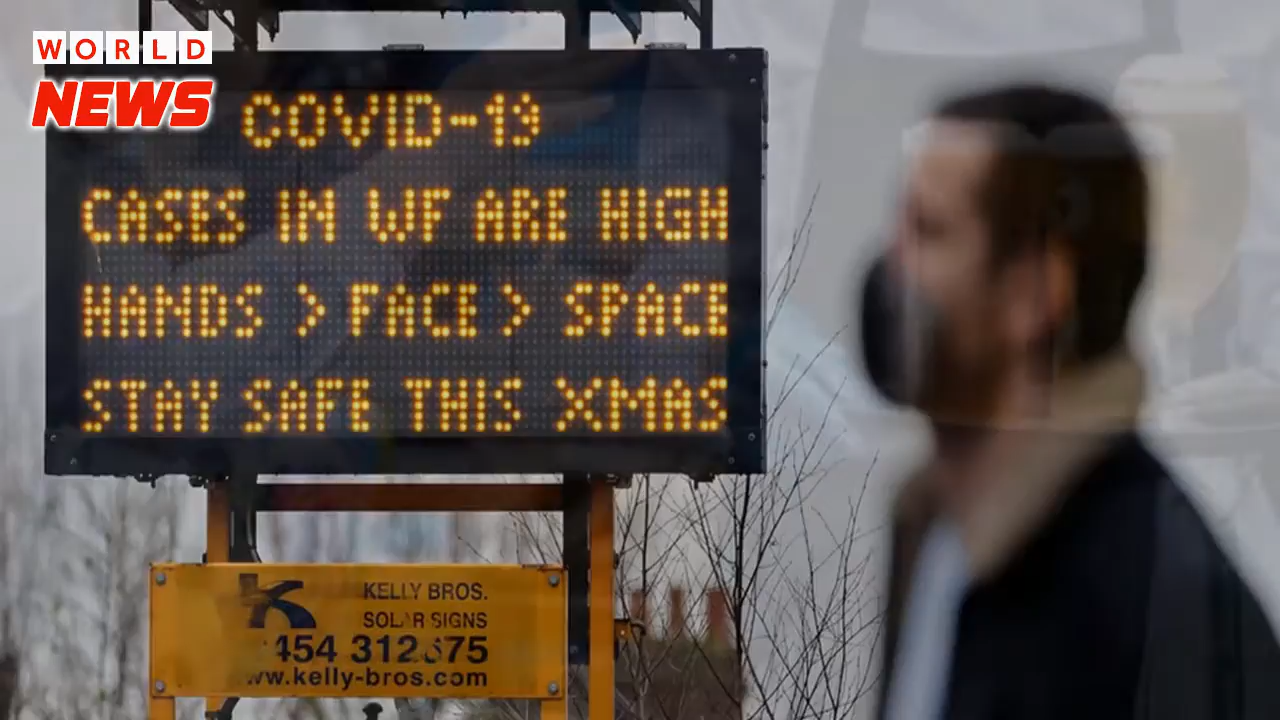 WORLD
NEWS
COVID-19
CASES IN WF ARE HIGH
HANDS > FACE > SPACE
STAY SAFE THIS XMAS
KELLY BROS.
SOLAR SIGNS
www.kelly-bros.com